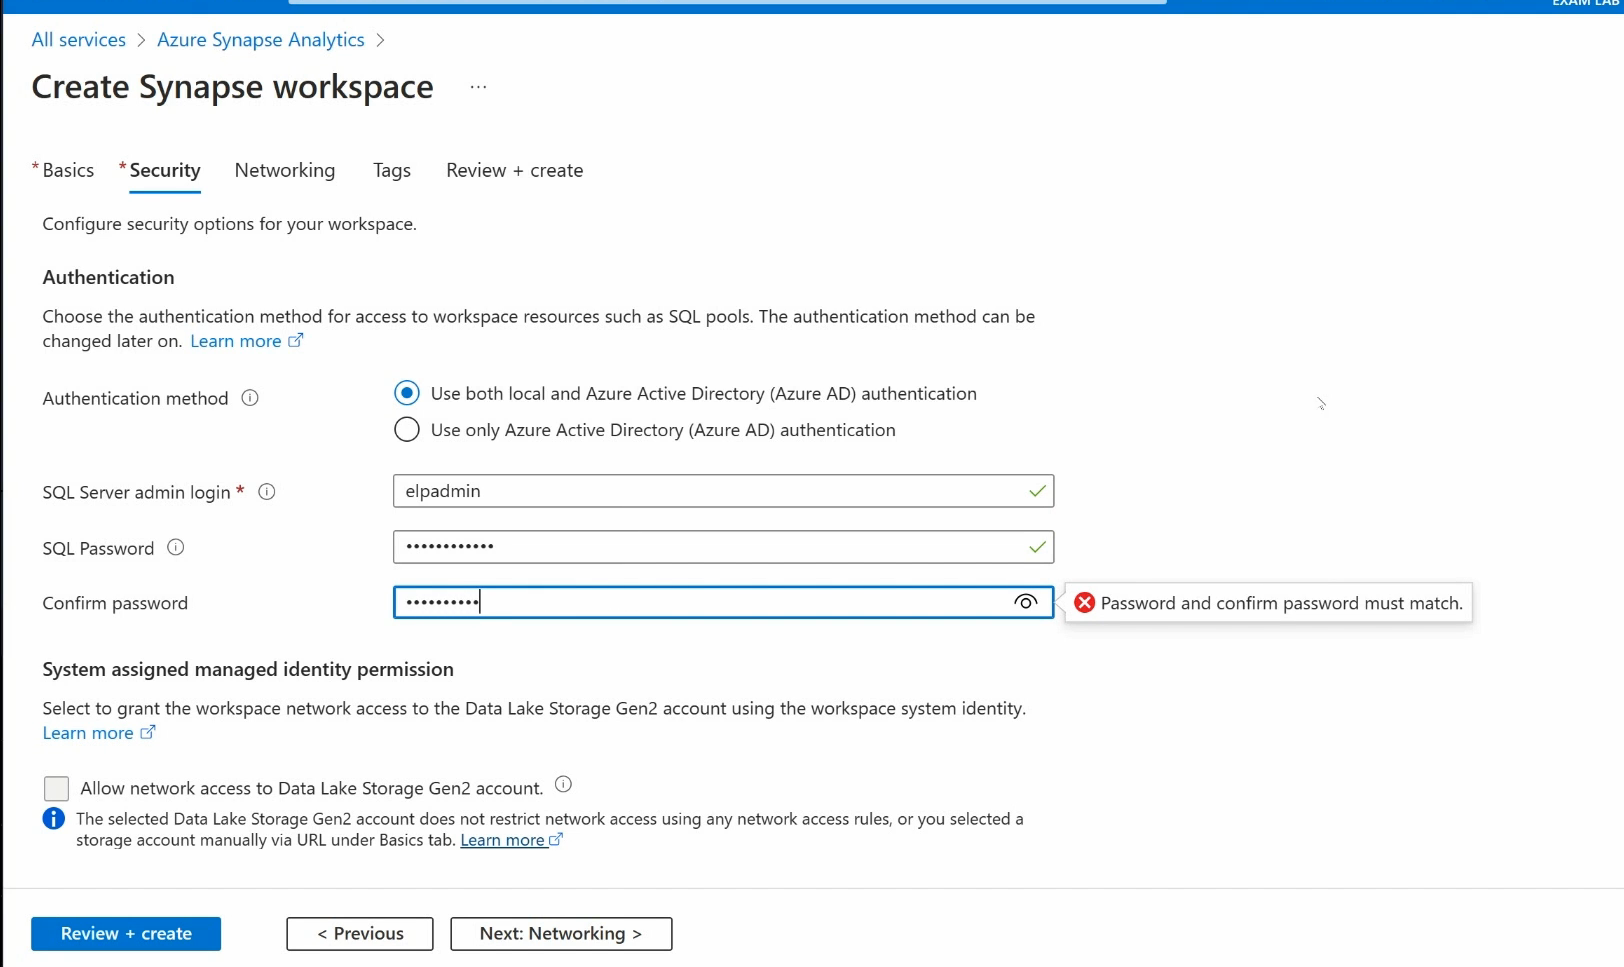 EXAM LAB
All services > Azure Synapse Analytics >
Create Synapse workspace ...
* Basics * Security Networking Tags Review + create
Configure security options for your workspace.
Authentication
Choose the authentication method for access to workspace resources such as SQL pools. The authentication method can be
changed later on. Learn more
Authentication method
Use both local and Azure Active Directory (Azure AD) authentication
Use only Azure Active Directory (Azure AD) authentication
SQL Server admin login * elpadmin
SQL Password ••••••••••••
Confirm password •••••••••• Password and confirm password must match.
System assigned managed identity permission
Select to grant the workspace network access to the Data Lake Storage Gen2 account using the workspace system identity.
Learn more
Allow network access to Data Lake Storage Gen2 account.
The selected Data Lake Storage Gen2 account does not restrict network access using any network access rules, or you selected a
storage account manually via URL under Basics tab. Learn more
Review + create < Previous Next: Networking >